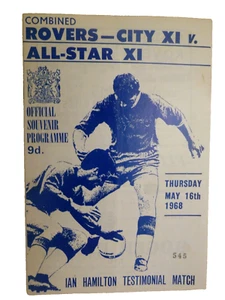 COMBINED
ROVERS—CITY XI v.
ALL-STAR XI
OFFICIAL
SOUVENIR
PROGRAMME
9d.
THURSDAY
MAY 16th
1968
545
IAN HAMILTON TESTIMONIAL MATCH